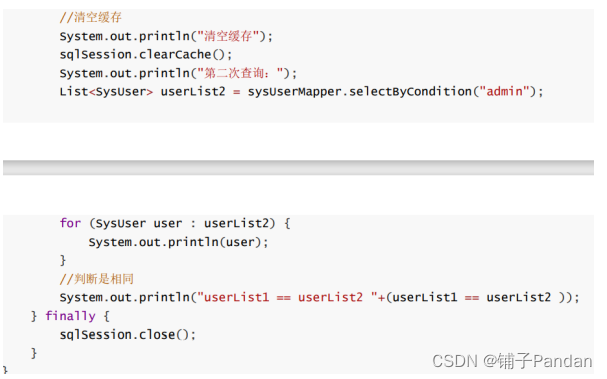 //清空缓存
System.out.println("清空缓存");
sqlSession.clearCache();
System.out.println("第二次查询：");
List<SysUser> userList2 = sysUserMapper.selectByCondition("admin");
for (SysUser user : userList2) {
System.out.println(user);
}
//判断是相同
System.out.println("userList1 == userList2 "+(userList1 == userList2 ));
} finally {
sqlSession.close();
}
}
CSDN @铺子Pandan